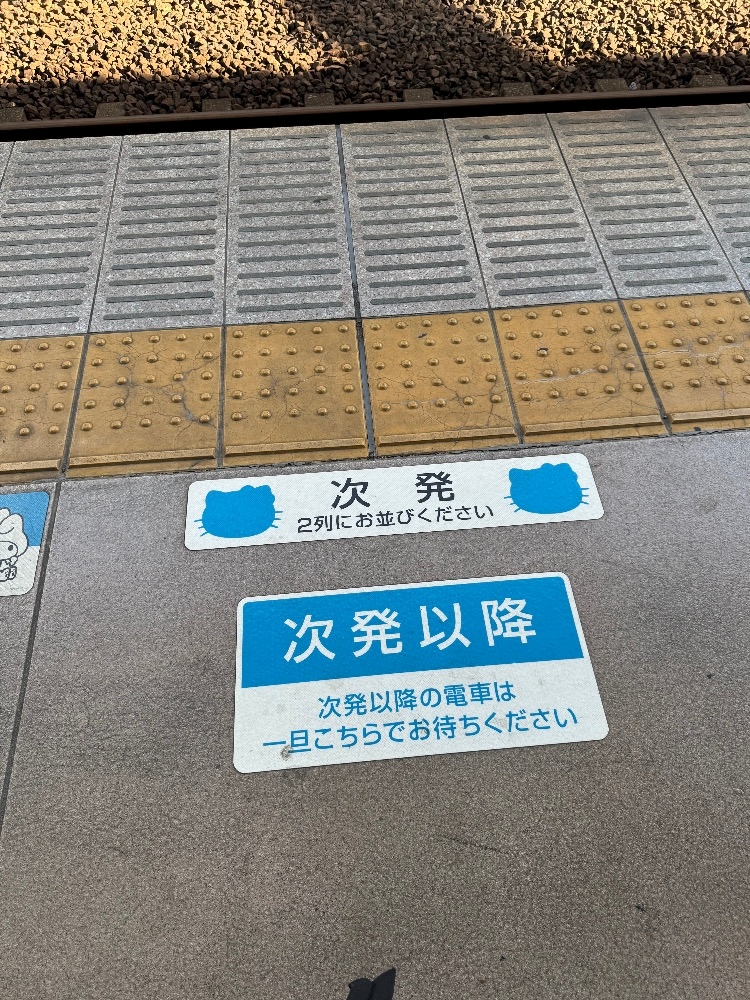 次発
2列にお並びください
次発以降
次発以降の電車は
一旦こちらでお待ちください